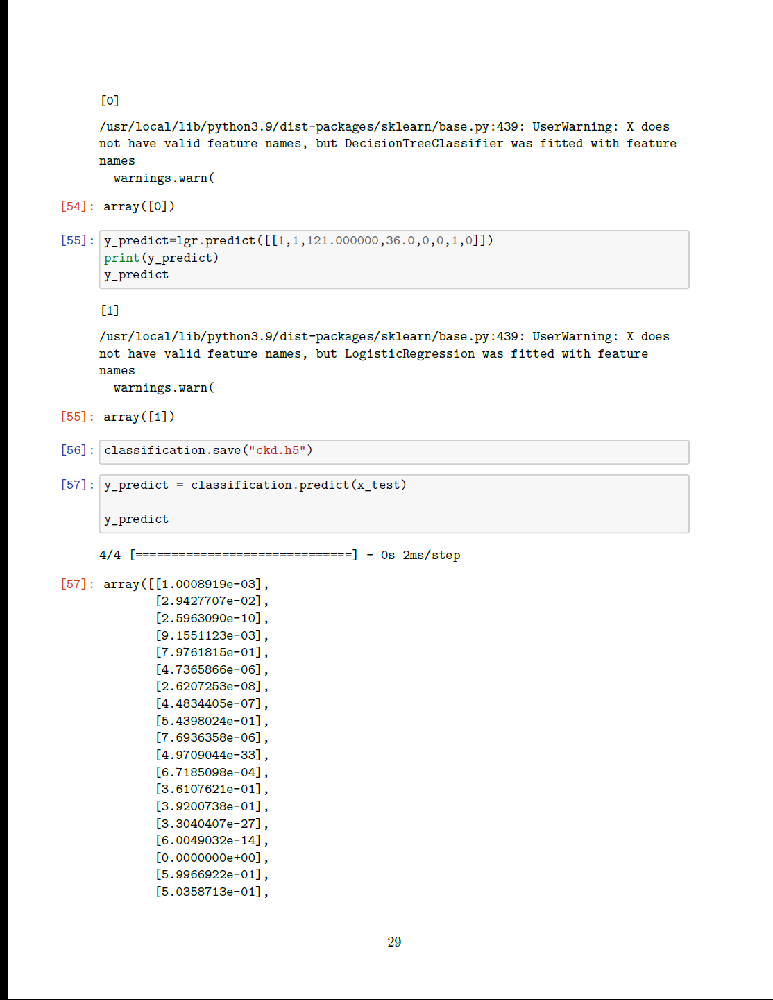 [0]
/usr/local/lib/python3.9/dist-packages/sklearn/base.py:439: UserWarning: X does
not have valid feature names, but DecisionTreeClassifier was fitted with feature
names
  warnings.warn(
[54]: array([0])
[55]: y_predict=lgr.predict([[1,1,121.000000,36.0,0,0,1,0]])
print(y_predict)
y_predict
[1]
/usr/local/lib/python3.9/dist-packages/sklearn/base.py:439: UserWarning: X does
not have valid feature names, but LogisticRegression was fitted with feature
names
  warnings.warn(
[55]: array([1])
[56]: classification.save("ckd.h5")
[57]: y_predict = classification.predict(x_test)
y_predict
4/4 [==============================] - 0s 2ms/step
[57]: array([[1.0008919e-03],
[2.9427707e-02],
[2.5963090e-10],
[9.1551123e-03],
[7.9761815e-01],
[4.7365866e-06],
[2.6207253e-08],
[4.4834405e-07],
[5.4398024e-01],
[7.6936358e-06],
[4.9709044e-33],
[6.7185098e-04],
[3.6107621e-01],
[3.9200738e-01],
[3.3040407e-27],
[6.0049032e-14],
[0.0000000e+00],
[5.9966922e-01],
[5.0358713e-01],
29